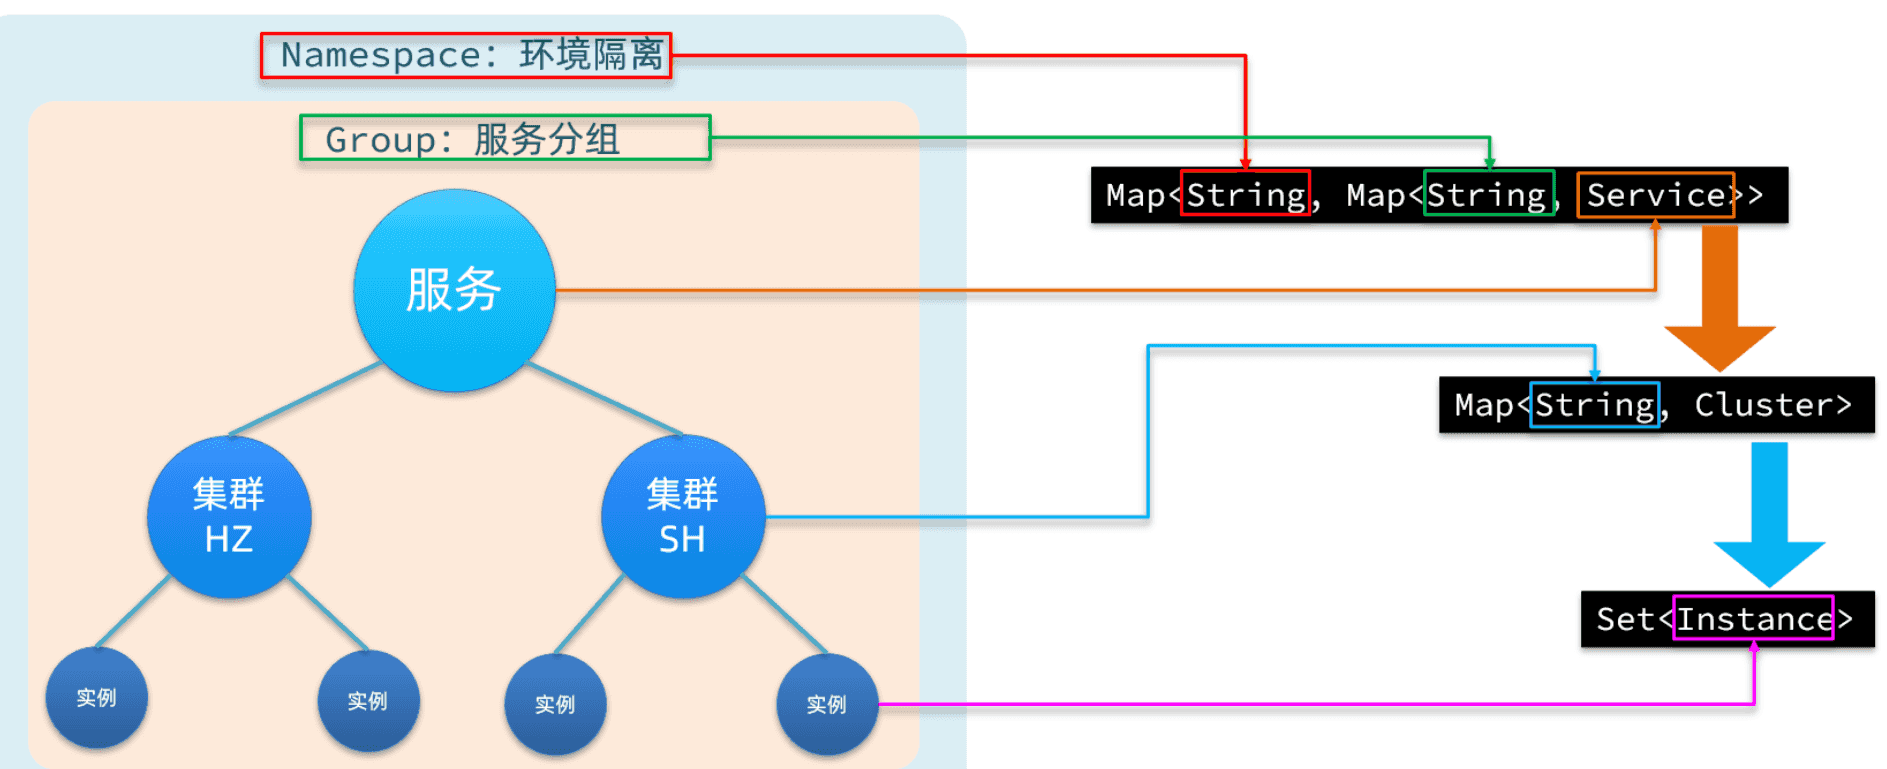 Namespace：环境隔离
Group：服务分组
Map<String, Map<String, Service>>
服务
Map<String, Cluster>
集群
HZ
集群
SH
Set<Instance>
实例
实例
实例
实例